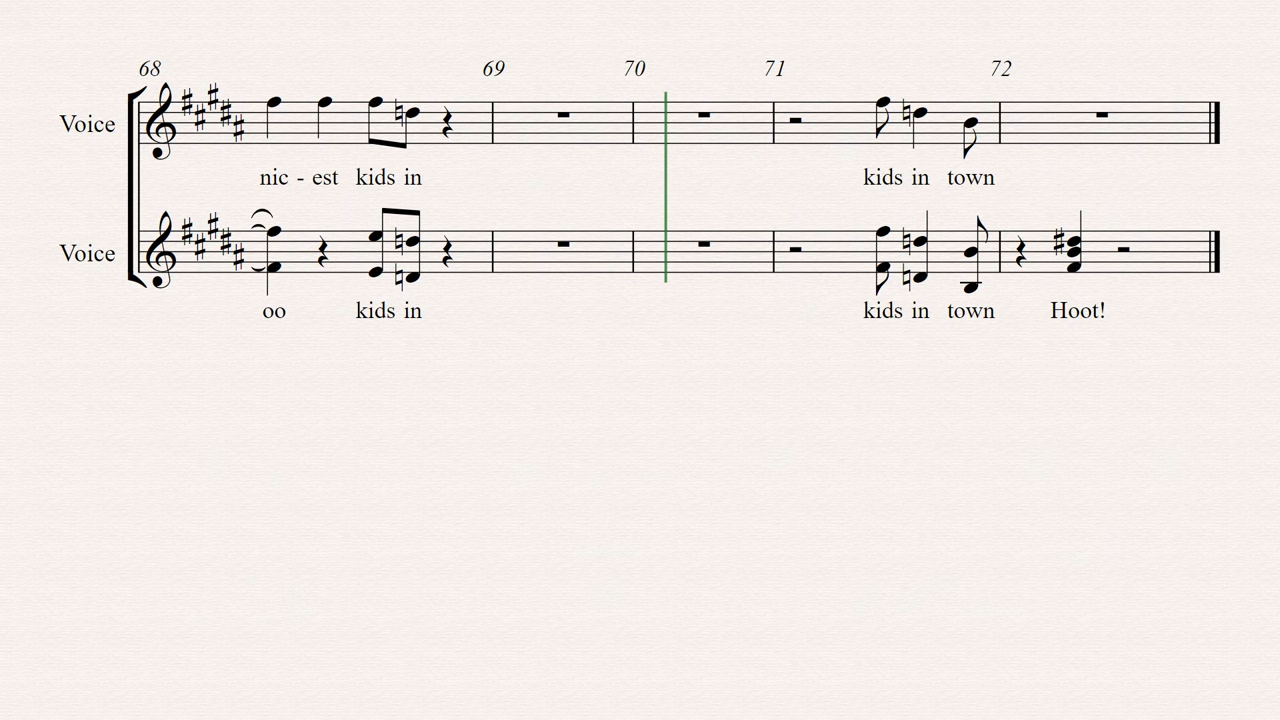 68 69 70 71 72
Voice
nic - est kids in kids in town
Voice
oo kids in kids in town Hoot!